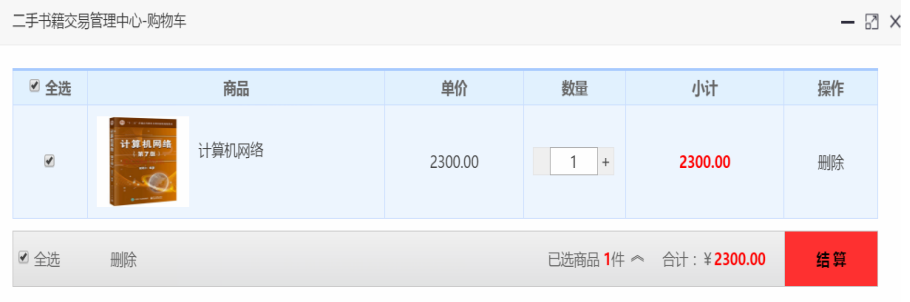 二手书籍交易管理中心-购物车
全选 商品 单价 数量 小计 操作
计算机网络
(第7版)
计算机网络 2300.00 1 + 2300.00 删除
全选 删除 已选商品 1件 合计：¥2300.00 结算